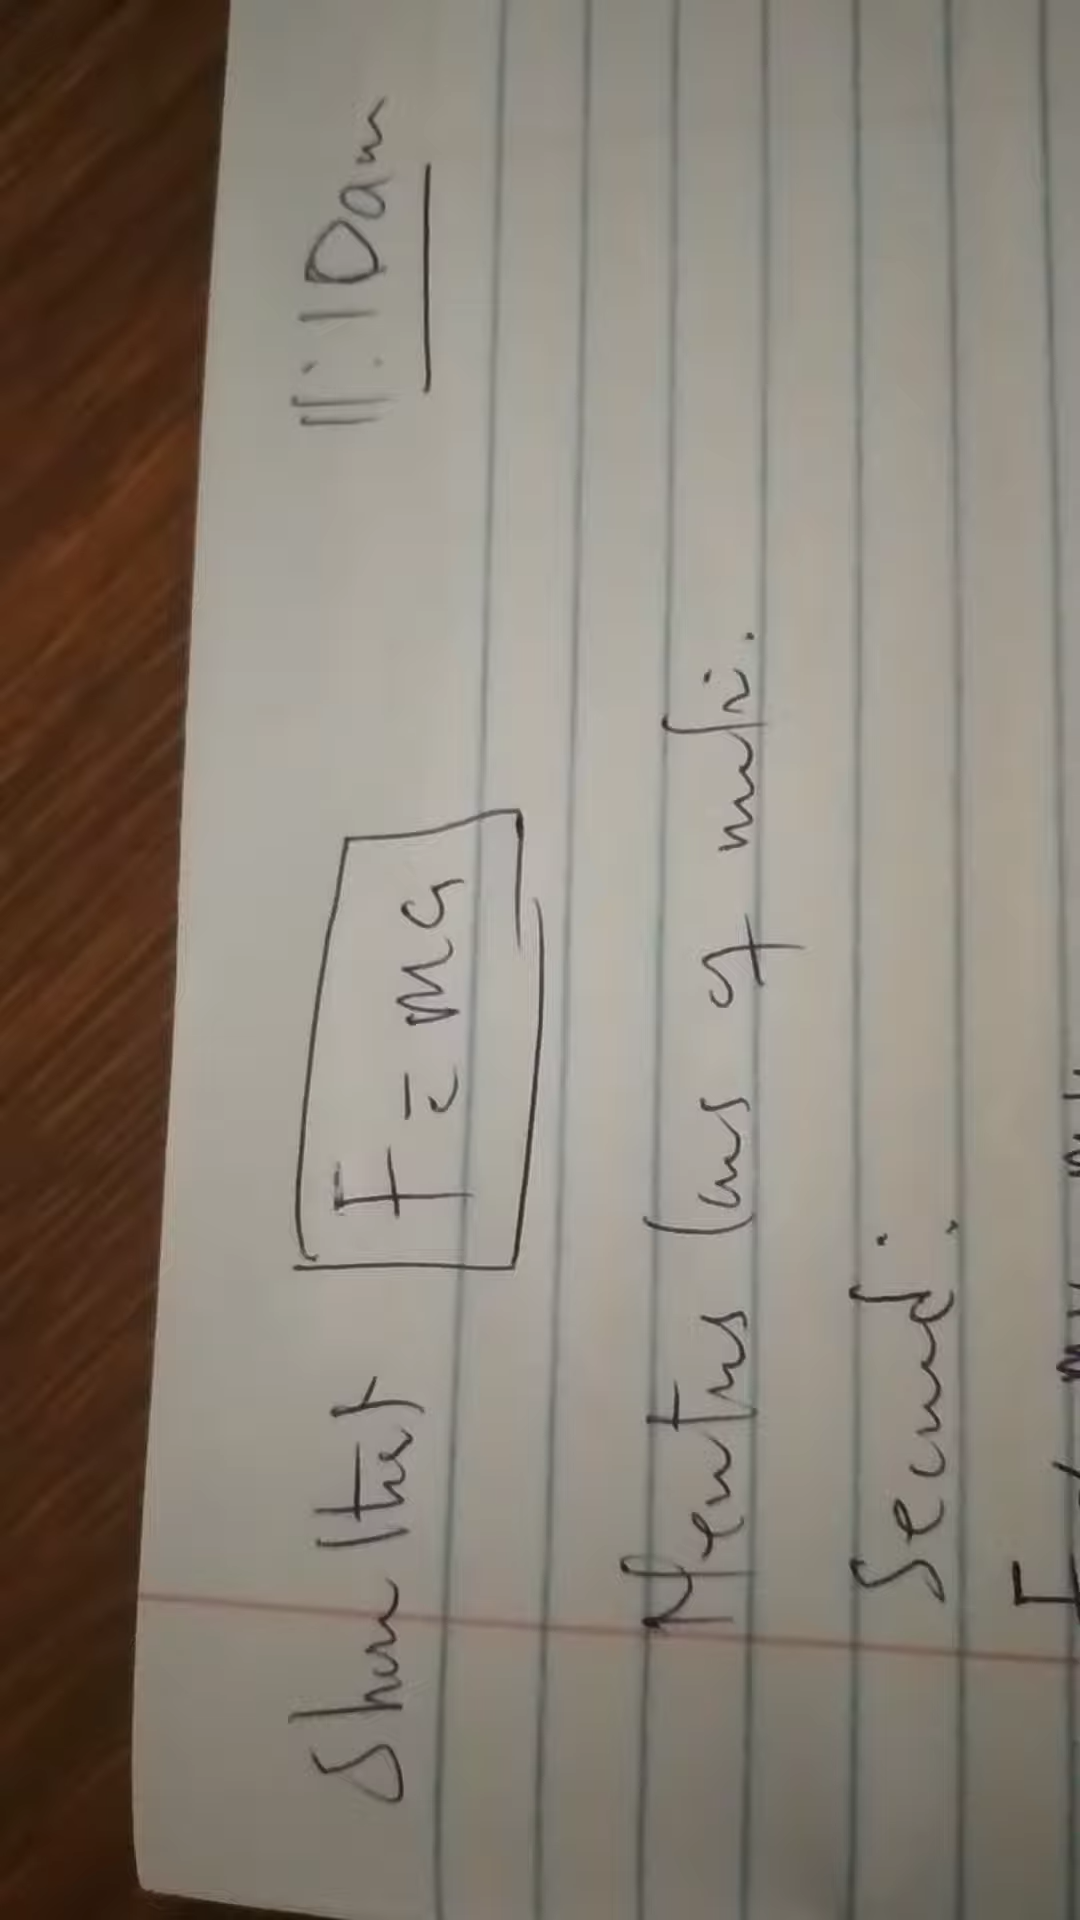 Show that F = ma 11:10am
Newtons laws of motion.
Second: